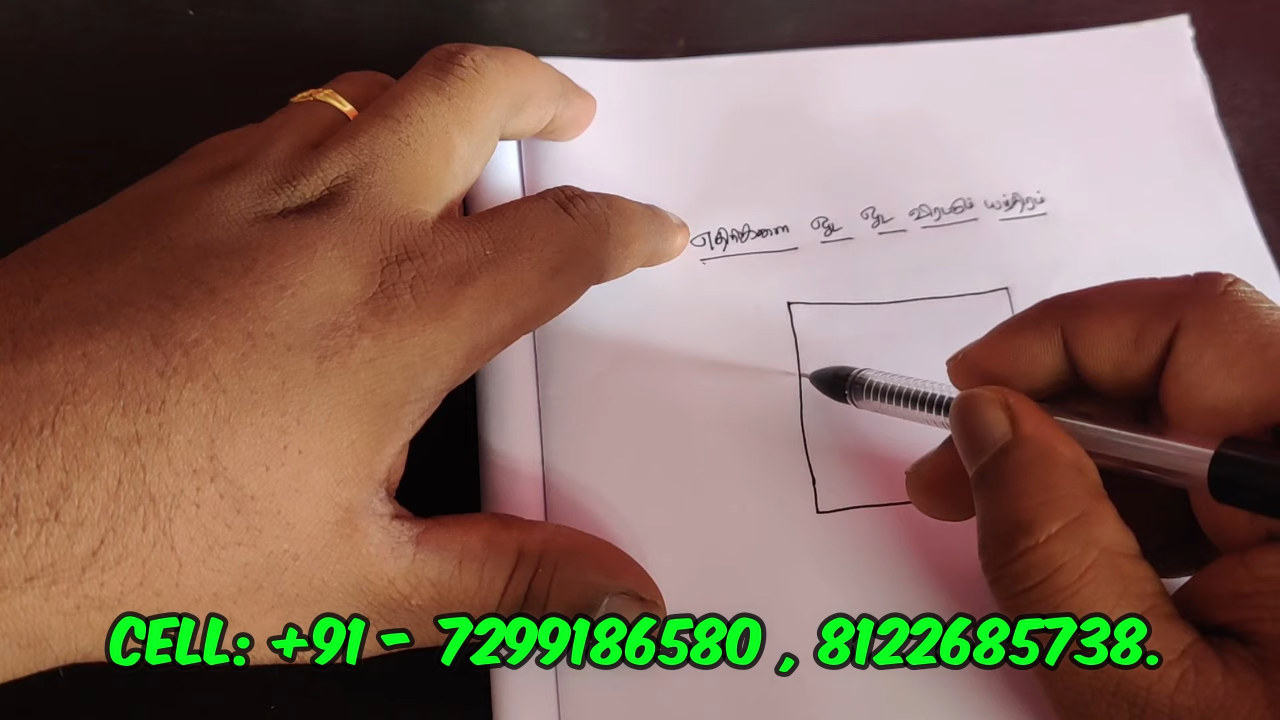 எதிரிகளை ஓட ஓட விரட்டும் யந்திரம்
CELL: +91 - 7299186580 , 8122685738.